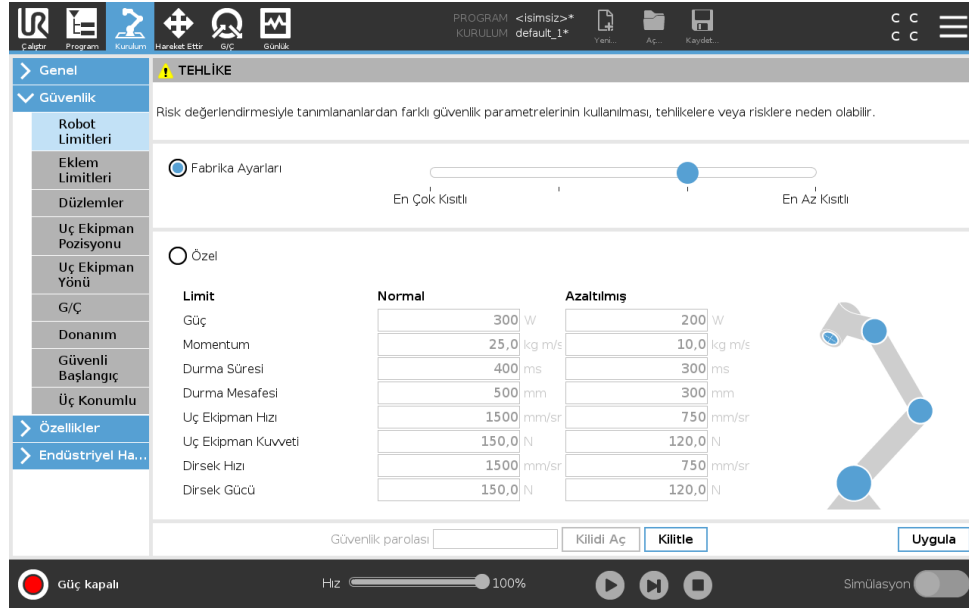 PROGRAM <isimsiz>*
KURULUM default_1*
Çalıştır Program Kurulum Hareket Ettir G/Ç Günlük Yeni... Aç... Kaydet...
C C
C C
Genel
Güvenlik
Robot
Limitleri
Eklem
Limitleri
Düzlemler
Uç Ekipman
Pozisyonu
Uç Ekipman
Yönü
G/Ç
Donanım
Güvenli
Başlangıç
Üç Konumlu
Özellikler
Endüstriyel Ha...
TEHLİKE
Risk değerlendirmesiyle tanımlananlardan farklı güvenlik parametrelerinin kullanılması, tehlikelere veya risklere neden olabilir.
Fabrika Ayarları
En Çok Kısıtlı En Az Kısıtlı
Özel
Limit Normal Azaltılmış
Güç 300 W 200 W
Momentum 25,0 kg m/s 10,0 kg m/s
Durma Süresi 400 ms 300 ms
Durma Mesafesi 500 mm 300 mm
Uç Ekipman Hızı 1500 mm/sr 750 mm/sr
Uç Ekipman Kuvveti 150,0 N 120,0 N
Dirsek Hızı 1500 mm/sr 750 mm/sr
Dirsek Gücü 150,0 N 120,0 N
Güvenlik parolası Kilidi Aç Kilitle Uygula
Güç kapalı Hız 100% Simülasyon